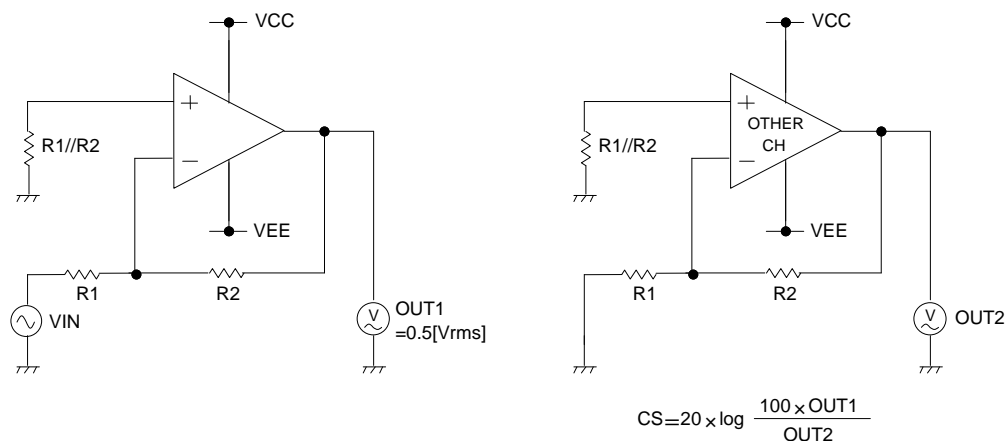 VCC
+
R1//R2
−
VEE
R1
R2
VIN
V
OUT1
=0.5[Vrms]
VCC
+
OTHER
CH
R1//R2
−
VEE
R1
R2
V
OUT2
CS=20×log 100×OUT1
OUT2